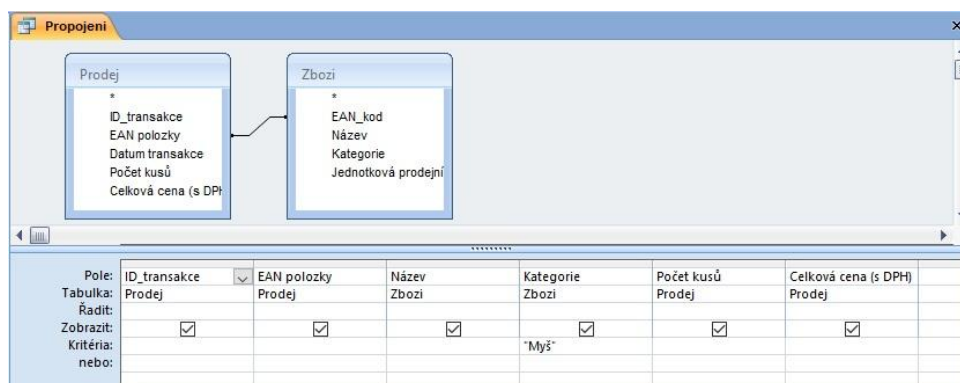 Propojeni
Prodej
*
ID_transakce
EAN polozky
Datum transakce
Počet kusů
Celková cena (s DPH
Zbozi
*
EAN_kod
Název
Kategorie
Jednotková prodejní
Pole: ID_transakce EAN polozky Název Kategorie Počet kusů Celková cena (s DPH)
Tabulka: Prodej Prodej Zbozi Zbozi Prodej Prodej
Řadit:
Zobrazit:
Kritéria: "Myš"
nebo: